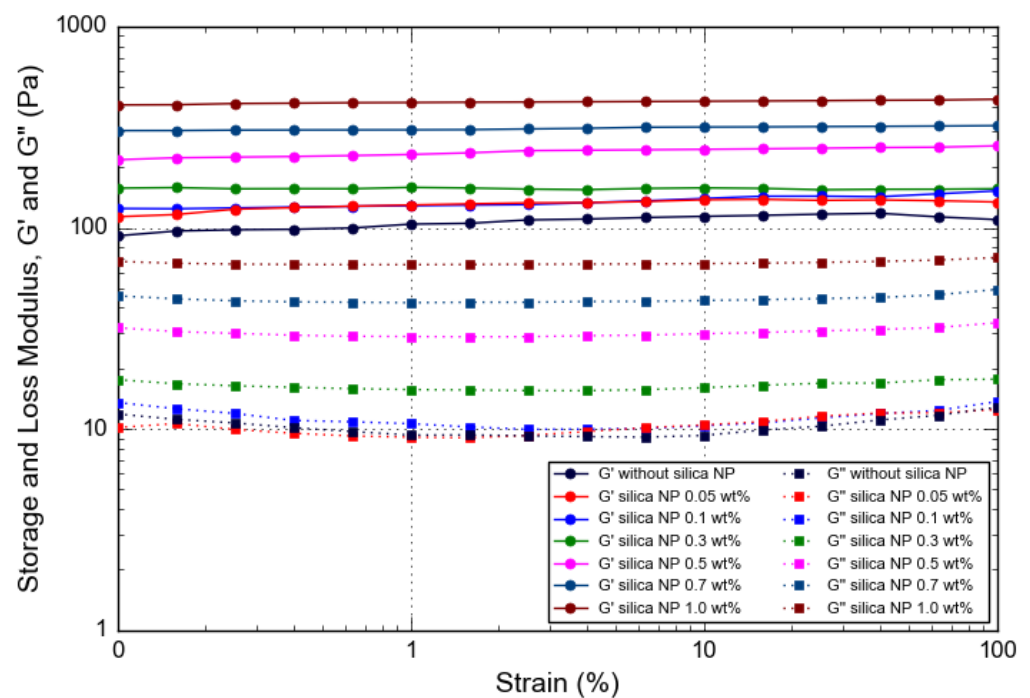 Storage and Loss Modulus, G' and G" (Pa)
1000
100
10
1
0
1
10
100
Strain (%)
G' without silica NP
G' silica NP 0.05 wt%
G' silica NP 0.1 wt%
G' silica NP 0.3 wt%
G' silica NP 0.5 wt%
G' silica NP 0.7 wt%
G' silica NP 1.0 wt%
G" without silica NP
G" silica NP 0.05 wt%
G" silica NP 0.1 wt%
G" silica NP 0.3 wt%
G" silica NP 0.5 wt%
G" silica NP 0.7 wt%
G" silica NP 1.0 wt%